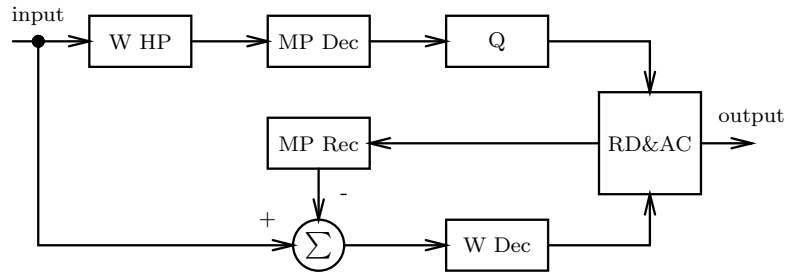 input
W HP
MP Dec
Q
output
MP Rec
RD&AC
-
+
∑
W Dec